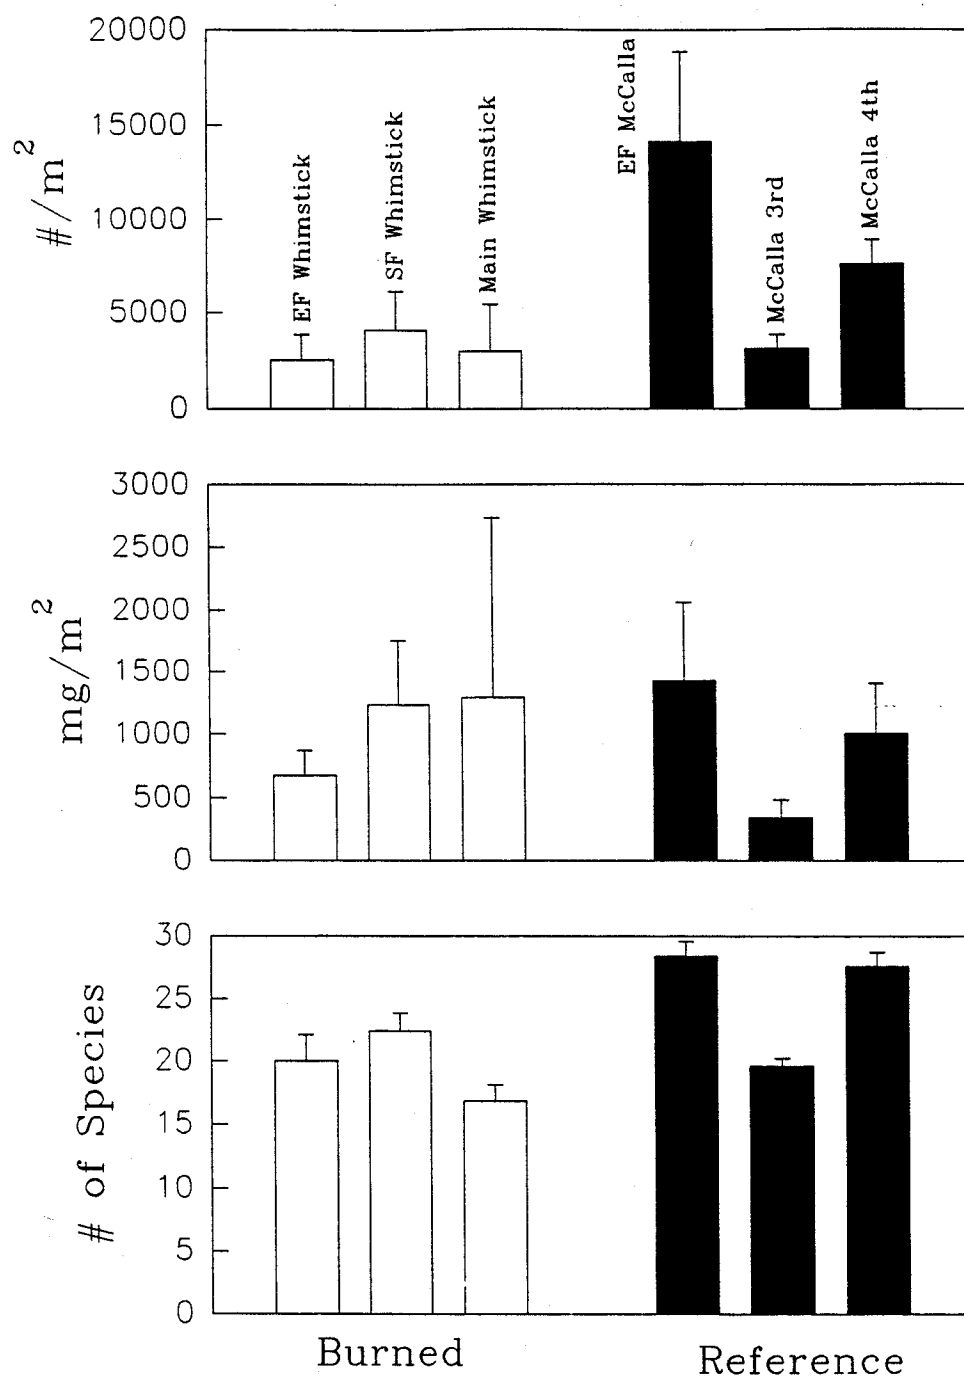 20000
15000
10000
5000
0
#/m²
EF Whimstick
SF Whimstick
Main Whimstick
EF McCalla
McCalla 3rd
McCalla 4th
3000
2500
2000
1500
1000
500
0
mg/m²
30
25
20
15
10
5
0
# of Species
Burned
Reference